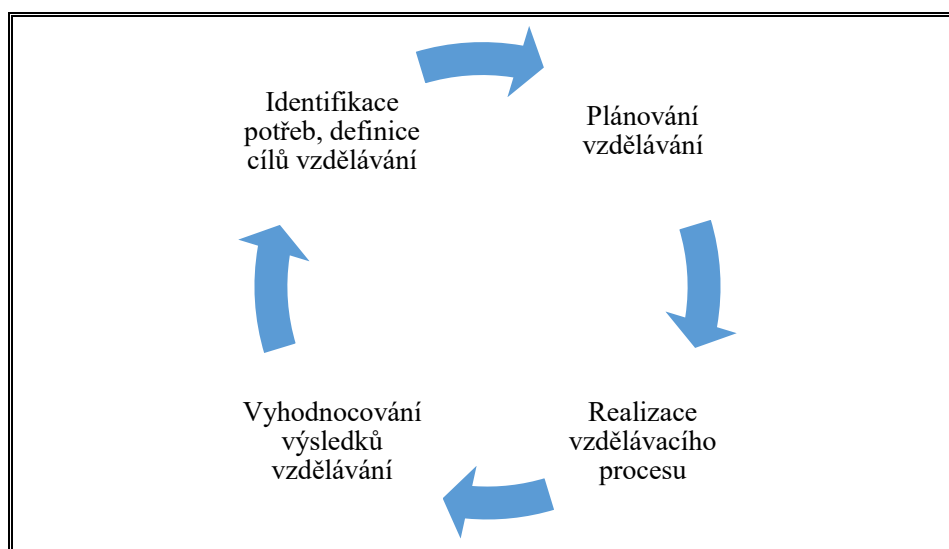 Identifikace
potřeb, definice
cílů vzdělávání
Plánování
vzdělávání
Realizace
vzdělávacího
procesu
Vyhodnocování
výsledků
vzdělávání